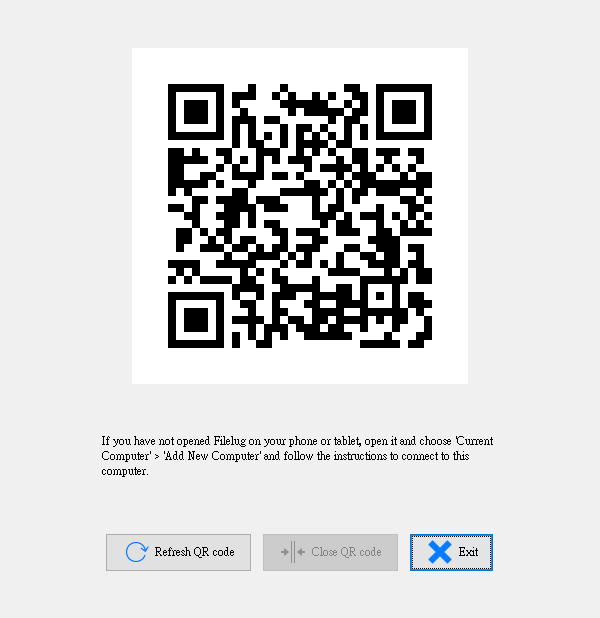 If you have not opened Filelug on your phone or tablet, open it and choose 'Current
Computer' > 'Add New Computer' and follow the instructions to connect to this
computer.
Refresh QR code
Close QR code
Exit